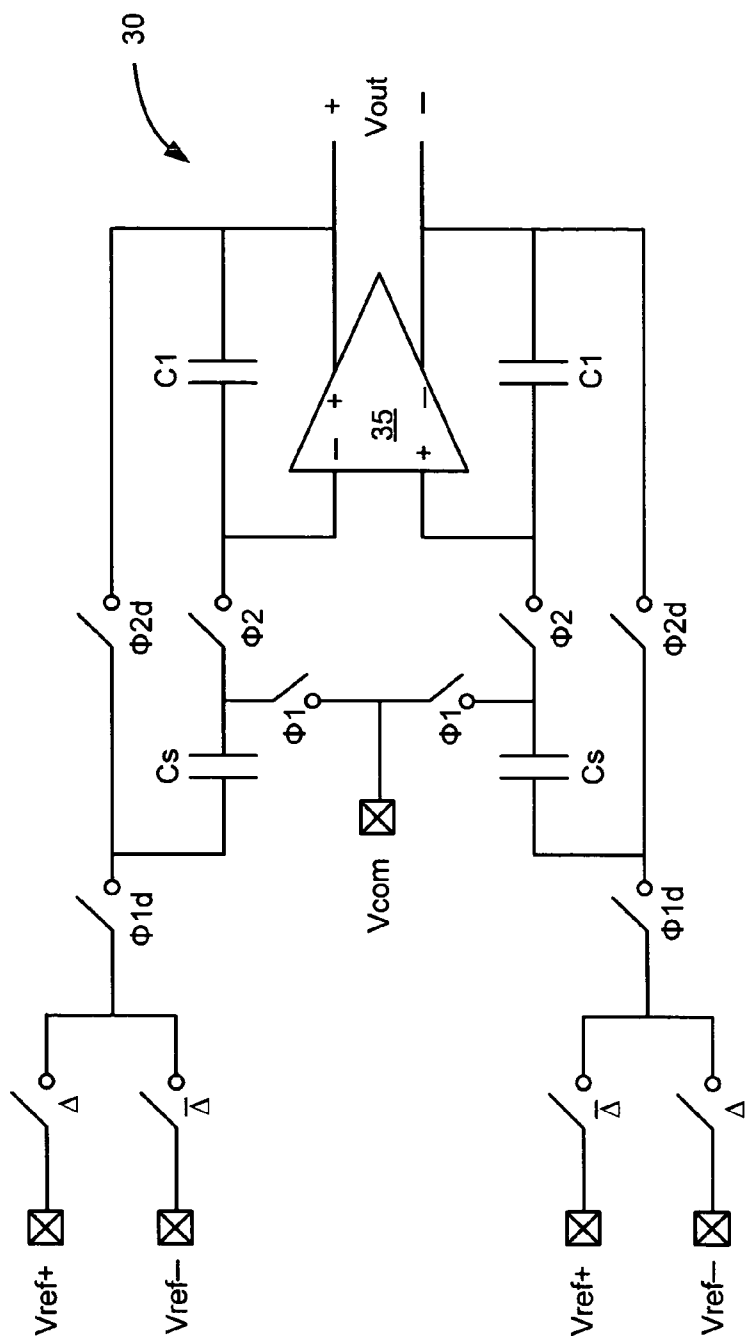 30
Vref+
Δ
Vref–
Δ̅
Φ1d
Φ2d
Cs
Φ2
C1
Φ1
–
+
35
+
–
+
Vout
–
Vcom
Φ1
Cs
Φ2
C1
Φ2d
Φ1d
Vref+
Δ̅
Vref–
Δ